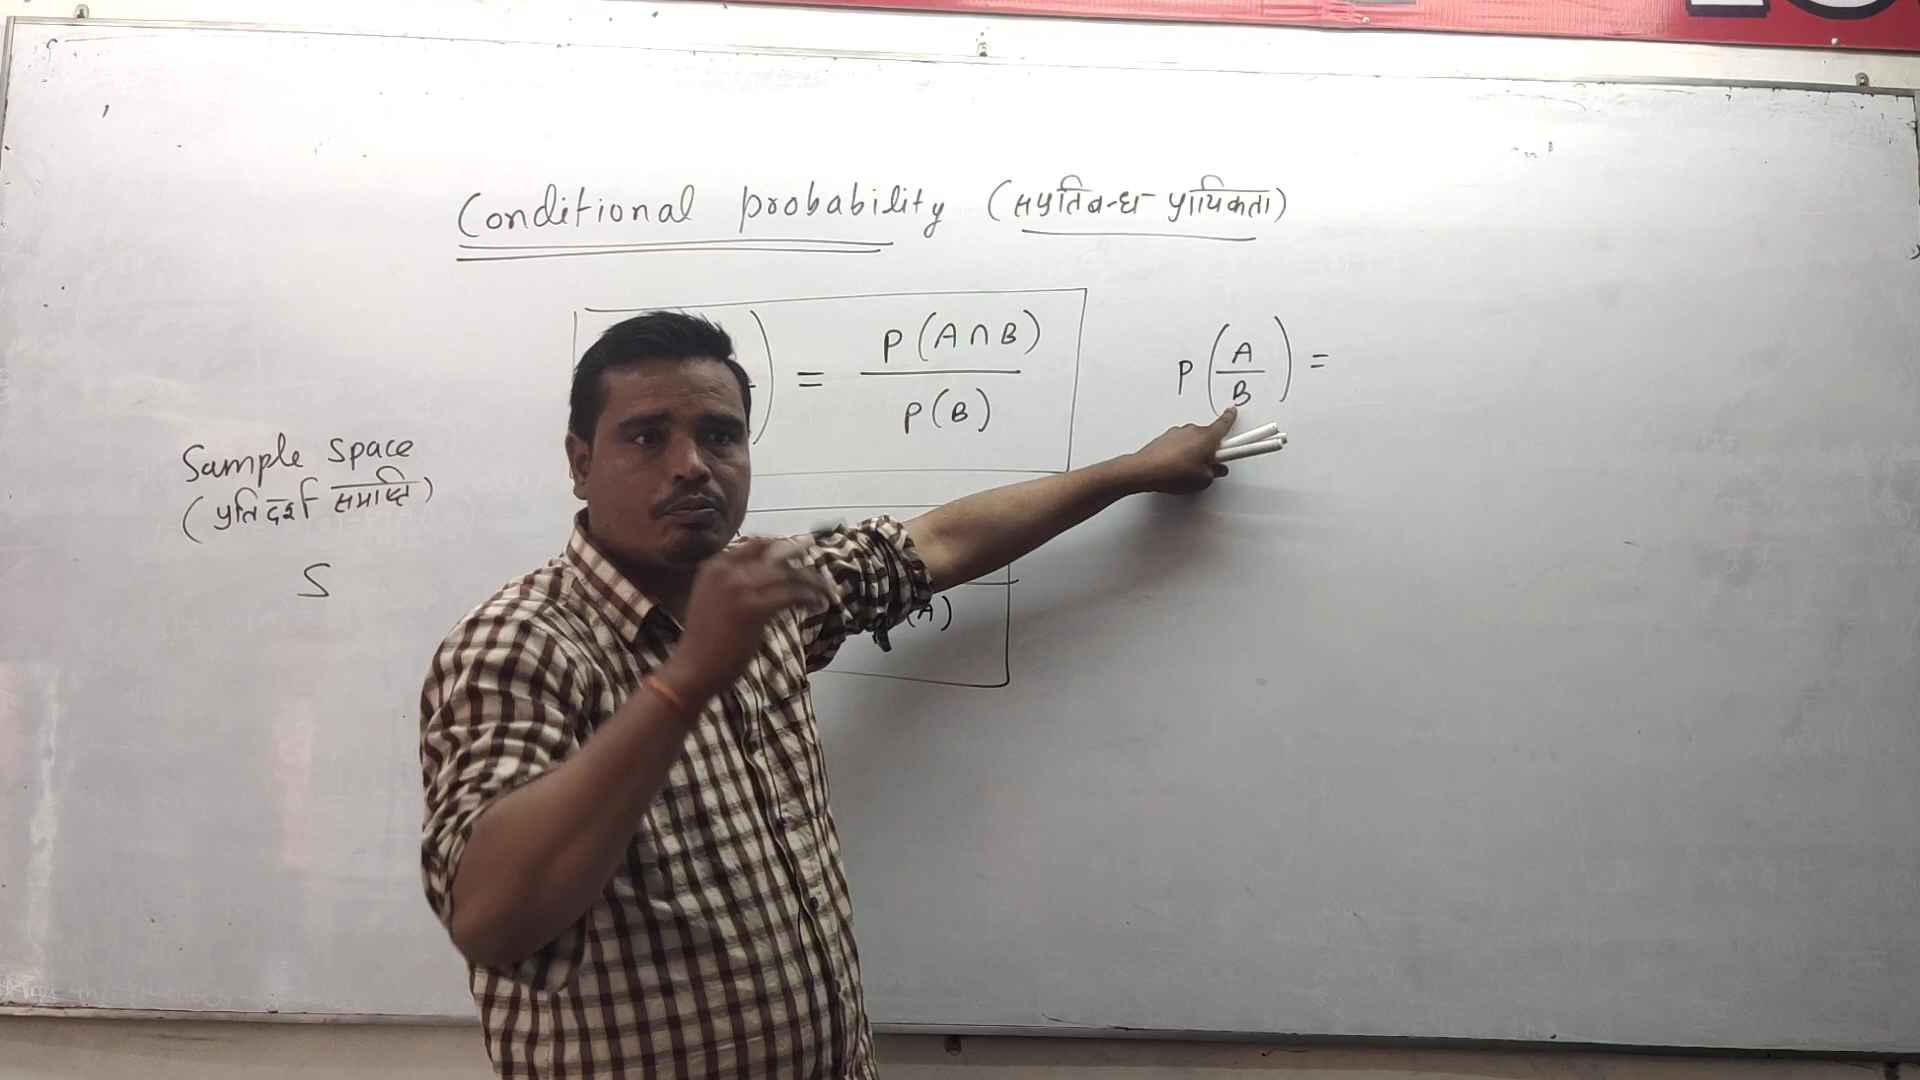 Conditional probability (सप्रतिबन्ध प्रायिकता)
) = P(A∩B) / P(B)
P(A/B) =
Sample space
(प्रतिदर्श समष्टि)
S
(A)